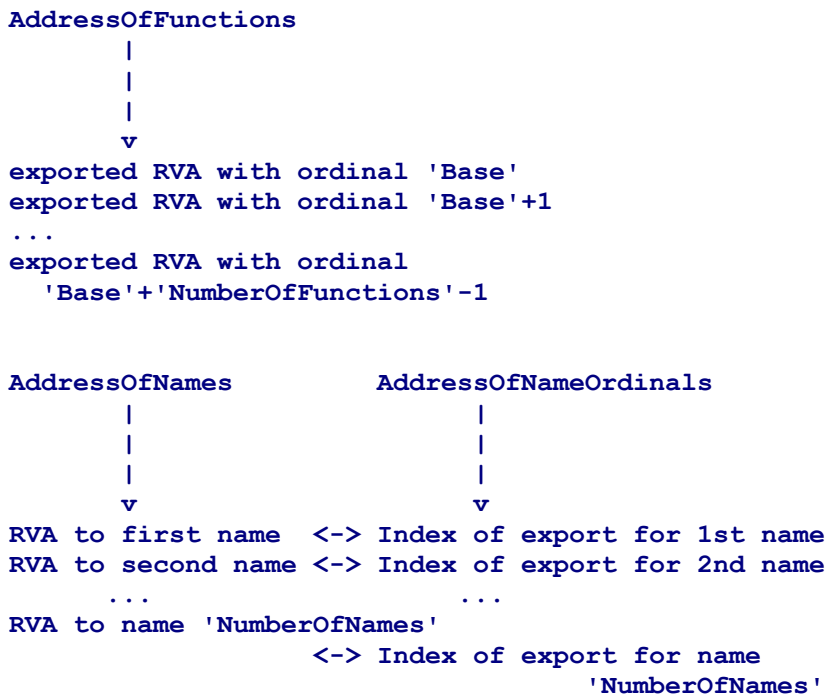 AddressOfFunctions
|
|
|
v
exported RVA with ordinal 'Base'
exported RVA with ordinal 'Base'+1
...
exported RVA with ordinal
'Base'+'NumberOfFunctions'-1
AddressOfNames AddressOfNameOrdinals
| |
| |
| |
v v
RVA to first name <-> Index of export for 1st name
RVA to second name <-> Index of export for 2nd name
... ...
RVA to name 'NumberOfNames'
<-> Index of export for name
'NumberOfNames'